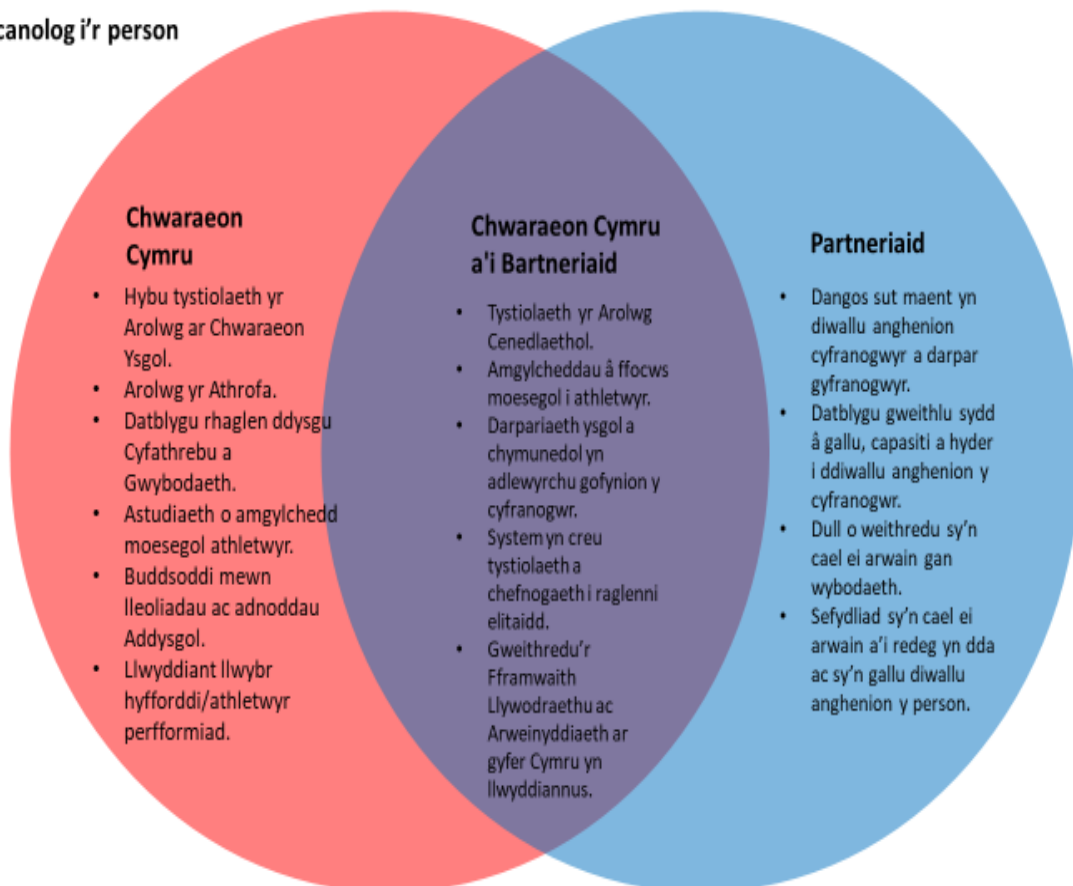 canolog i'r person
Chwaraeon
Cymru
• Hybu tystiolaeth yr
Arolwg ar Chwaraeon
Ysgol.
• Arolwg yr Athrofa.
• Datblygu rhaglen ddysgu
Cyfathrebu a
Gwybodaeth.
• Astudiaeth o amgylchedd
moesegol athletwyr.
• Buddsoddi mewn
lleoliadau ac adnoddau
Addysgol.
• Llwyddiant llwybr
hyfforddi/athletwyr
perfformiad.
Chwaraeon Cymru
a'i Bartneriaid
• Tystiolaeth yr Arolwg
Cenedlaethol.
• Amgylcheddau â ffocws
moesegol i athletwyr.
• Darpariaeth ysgol a
chymunedol yn
adlewyrchu gofynion y
cyfranogwr.
• System yn creu
tystiolaeth a
chefnogaeth i raglenni
elitaidd.
• Gweithredu'r
Fframwaith
Llywodraethu ac
Arweinyddiaeth ar
gyfer Cymru yn
llwyddiannus.
Partneriaid
• Dangos sut maent yn
diwallu anghenion
cyfranogwyr a darpar
gyfranogwyr.
• Datblygu gweithlu sydd
â gallu, capasiti a hyder
i ddiwallu anghenion y
cyfranogwr.
• Dull o weithredu sy'n
cael ei arwain gan
wybodaeth.
• Sefydliad sy'n cael ei
arwain a'i redeg yn dda
ac sy'n gallu diwallu
anghenion y person.